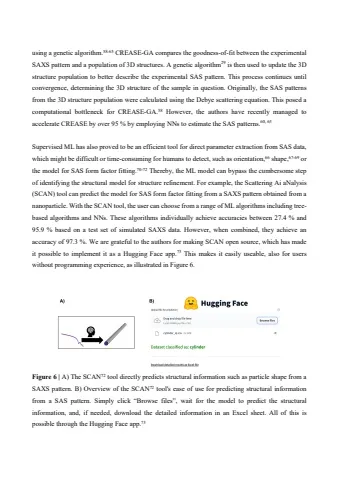 using a genetic algorithm.
CREASE-GA compares the goodness-of-fit between the experimental
SAXS pattern and a population of 3D structures. A genetic algorithm is then used to update the 3D
structure population to better describe the experimental SAS pattern. This process continues until
convergence, determining the 3D structure of the sample in question. Originally, the SAS patterns
from the 3D structure population were calculated using the Debye scattering equation. This posed a
computational bottleneck for CREASE-GA. However, the authors have recently managed to
accelerate CREASE by over 95 % by employing NNs to estimate the SAS patterns.
Supervised ML has also proved to be an efficient tool for direct parameter extraction from SAS data,
which might be difficult or time-consuming for humans to detect, such as orientation, shape, or
the model for SAS form factor fitting. Thereby, the ML model can bypass the cumbersome step
of identifying the structural model for structure refinement. For example, the Scattering Ai aNalysis
(SCAN) tool can predict the model for SAS form factor fitting from a SAXS pattern obtained from a
nanoparticle. With the SCAN tool, the user can choose from a range of ML algorithms including tree-
based algorithms and NNs. These algorithms individually achieve accuracies between 27.4 % and
95.9 % based on a test set of simulated SAXS data. However, when combined, they achieve an
accuracy of 97.3 %. We are grateful to the authors for making SCAN open source, which has made
it possible to implement it as a Hugging Face app. This makes it easily useable, also for users
without programming experience, as illustrated in Figure 6.
A)
B)
Hugging Face
Browse files
Dataset classified as: cylinder
Figure 6 | A) The SCAN tool directly predicts structural information such as particle shape from a
SAXS pattern. B) Overview of the SCAN tool's ease of use for predicting structural information
from a SAS pattern. Simply click “Browse files”, wait for the model to predict the structural
information, and, if needed, download the detailed information in an Excel sheet. All of this is
possible through the Hugging Face app.